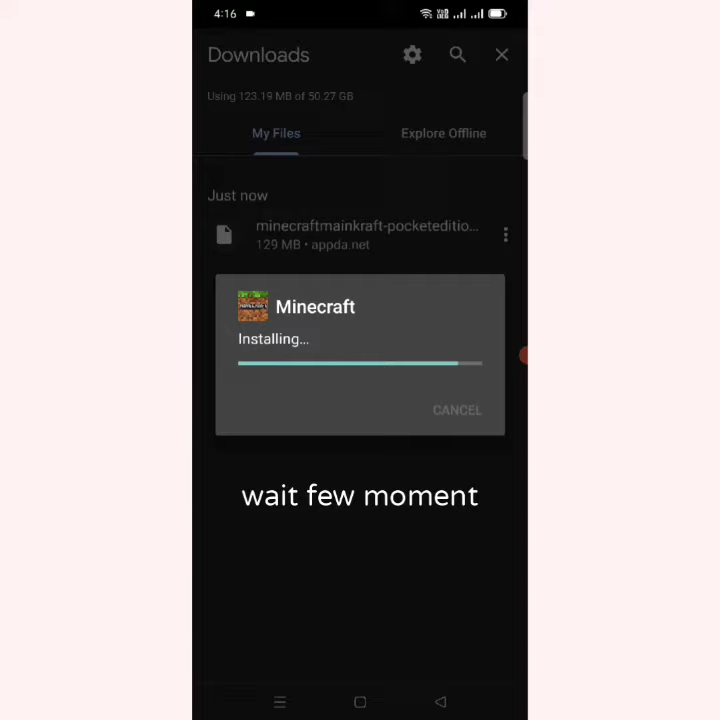 4:16
Downloads
Using 123.19 MB of 50.27 GB
My Files
Explore Offline
Just now
minecraftmainkraft-pocketeditio...
129 MB • appda.net
Minecraft
Installing...
CANCEL
wait few moment